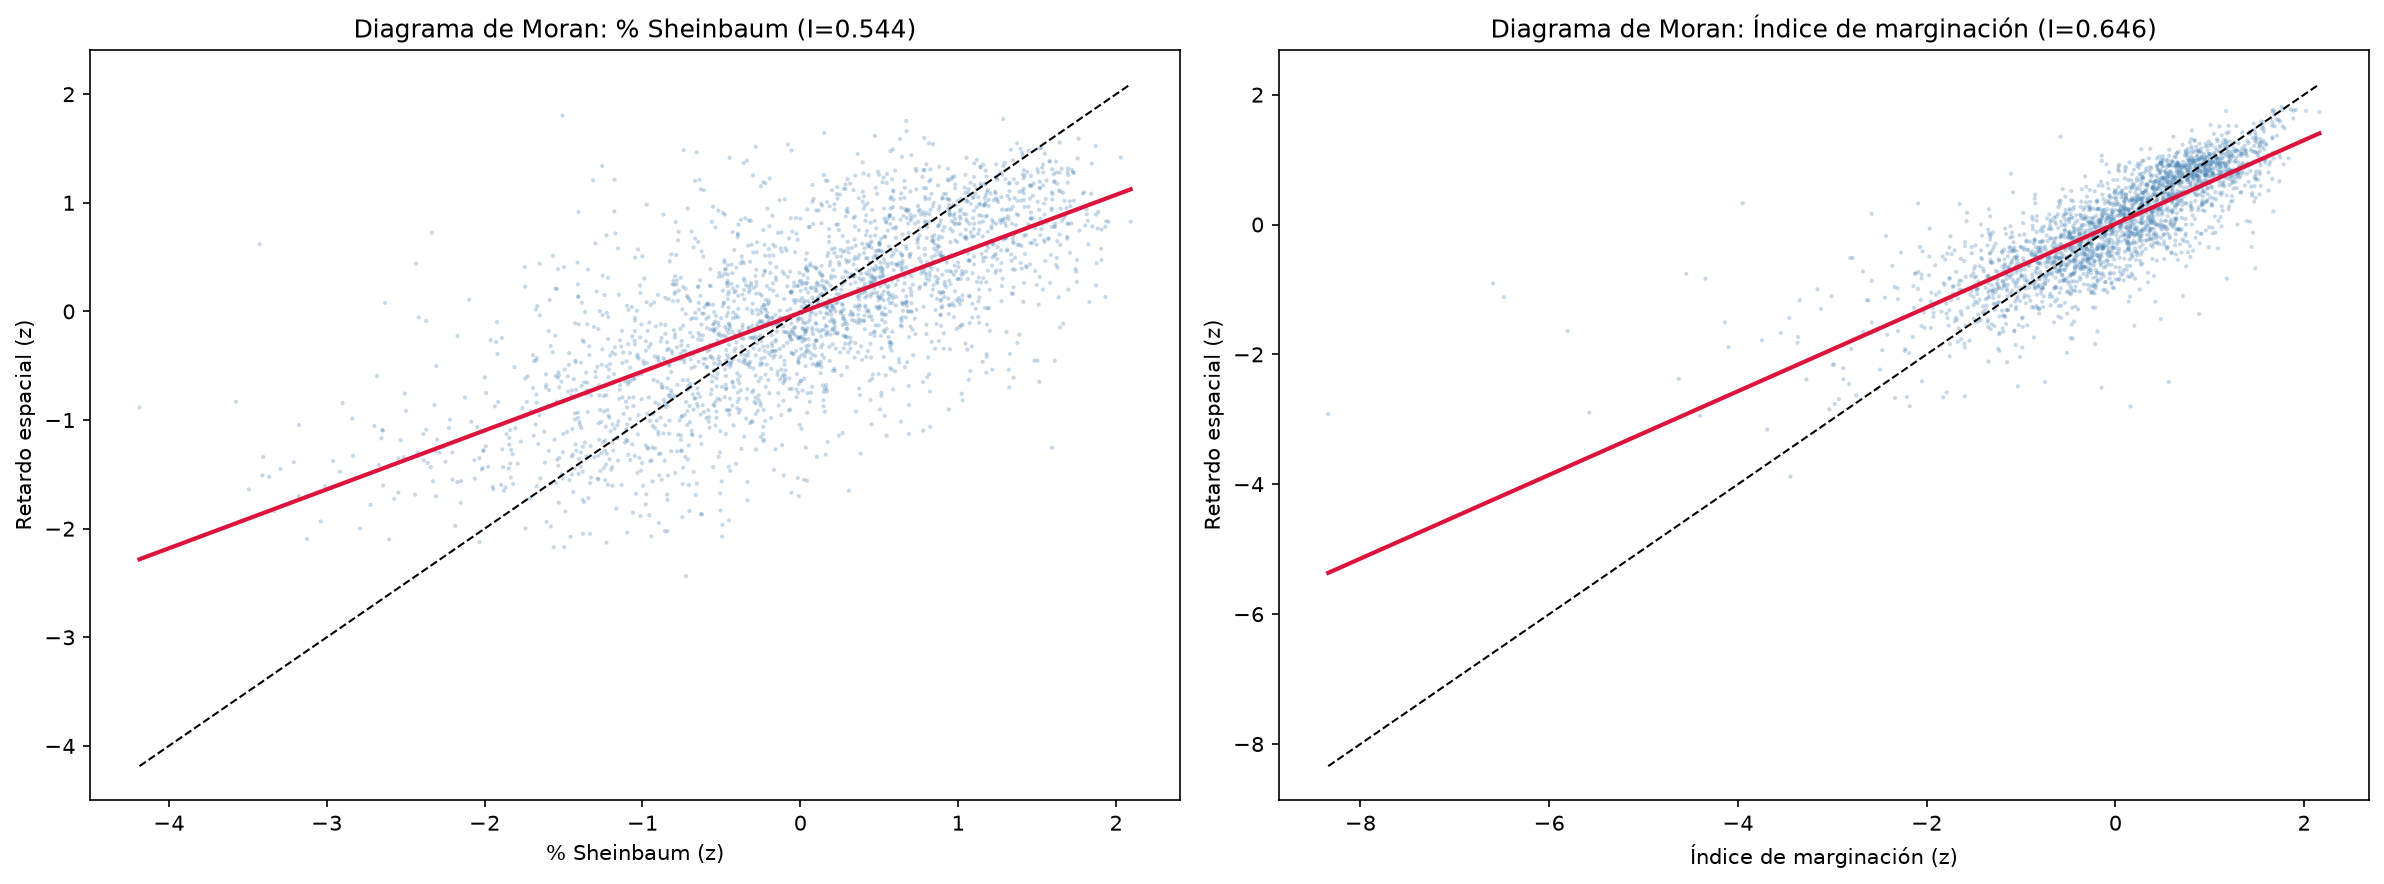 Diagrama de Moran: % Sheinbaum (I=0.544)
2
1
0
−1
−2
−3
−4
Retardo espacial (z)
−4 −3 −2 −1 0 1 2
% Sheinbaum (z)
Diagrama de Moran: Índice de marginación (I=0.646)
2
0
−2
−4
−6
−8
Retardo espacial (z)
−8 −6 −4 −2 0 2
Índice de marginación (z)